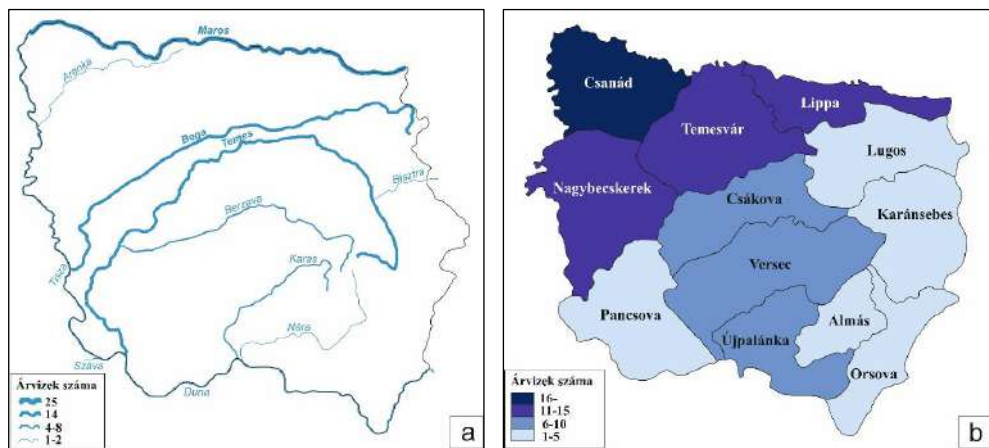 Maros
Aranka
Bega
Temes
Bisztra
Berzava
Tisza
Karas
Néra
Száva
Duna
Árvizek száma
25
14
4-8
1-2
a
Csanád
Lippa
Temesvár
Lugos
Nagybecskerek
Csákova
Karánsebes
Versec
Pancsova
Almás
Újpalánka
Orsova
Árvizek száma
16-
11-15
6-10
1-5
b